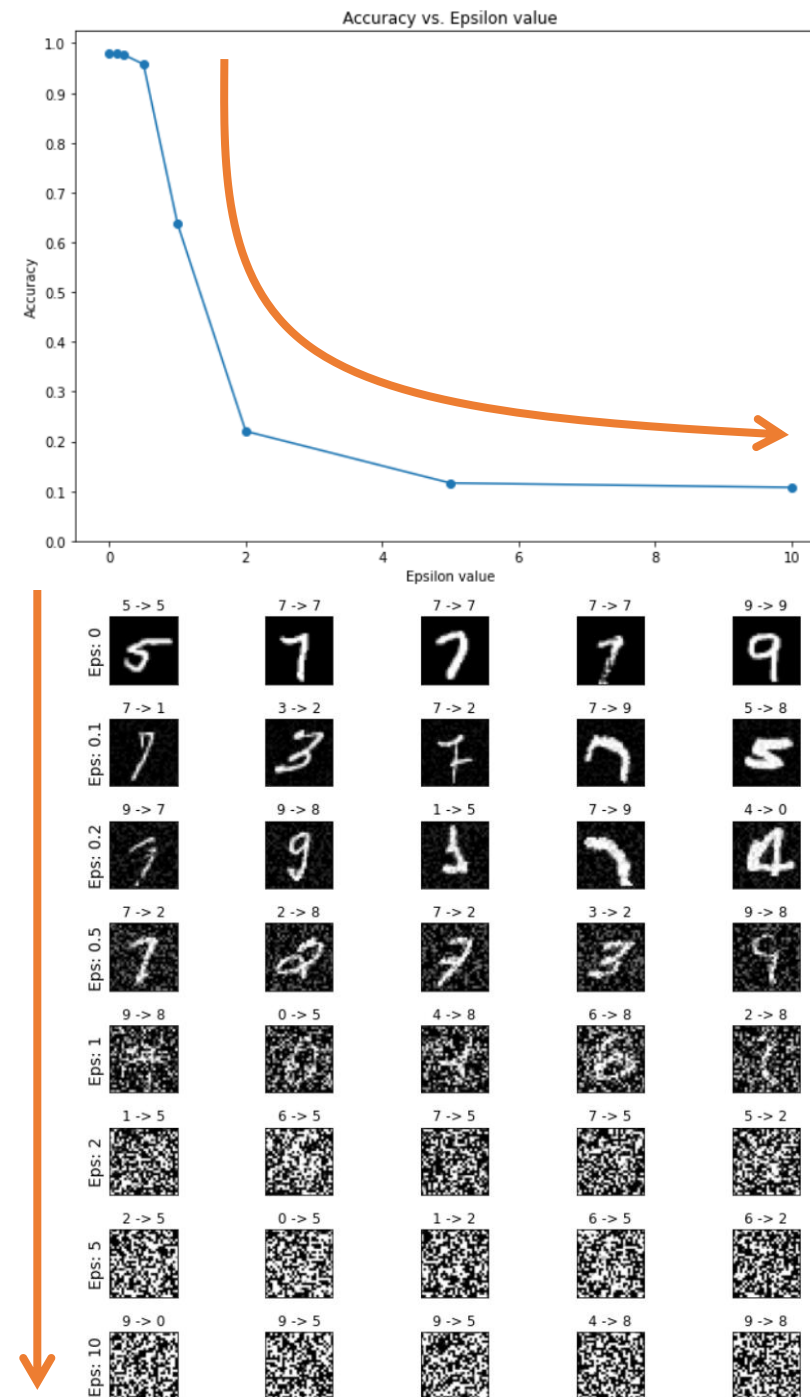 Accuracy vs. Epsilon value
1.0
0.9
0.8
0.7
0.6
0.5
0.4
0.3
0.2
0.1
0.0
Accuracy
0 2 4 6 8 10
Epsilon value
5 -> 5 7 -> 7 7 -> 7 7 -> 7 9 -> 9
Eps: 0
7 -> 1 3 -> 2 7 -> 2 7 -> 9 5 -> 8
Eps: 0.1
9 -> 7 9 -> 8 1 -> 5 7 -> 9 4 -> 0
Eps: 0.2
7 -> 2 2 -> 8 7 -> 2 3 -> 2 9 -> 8
Eps: 0.5
9 -> 8 0 -> 5 4 -> 8 6 -> 8 2 -> 8
Eps: 1
1 -> 5 6 -> 5 7 -> 5 7 -> 5 5 -> 2
Eps: 2
2 -> 5 0 -> 5 1 -> 2 6 -> 5 6 -> 2
Eps: 5
9 -> 0 9 -> 5 9 -> 5 4 -> 8 9 -> 8
Eps: 10